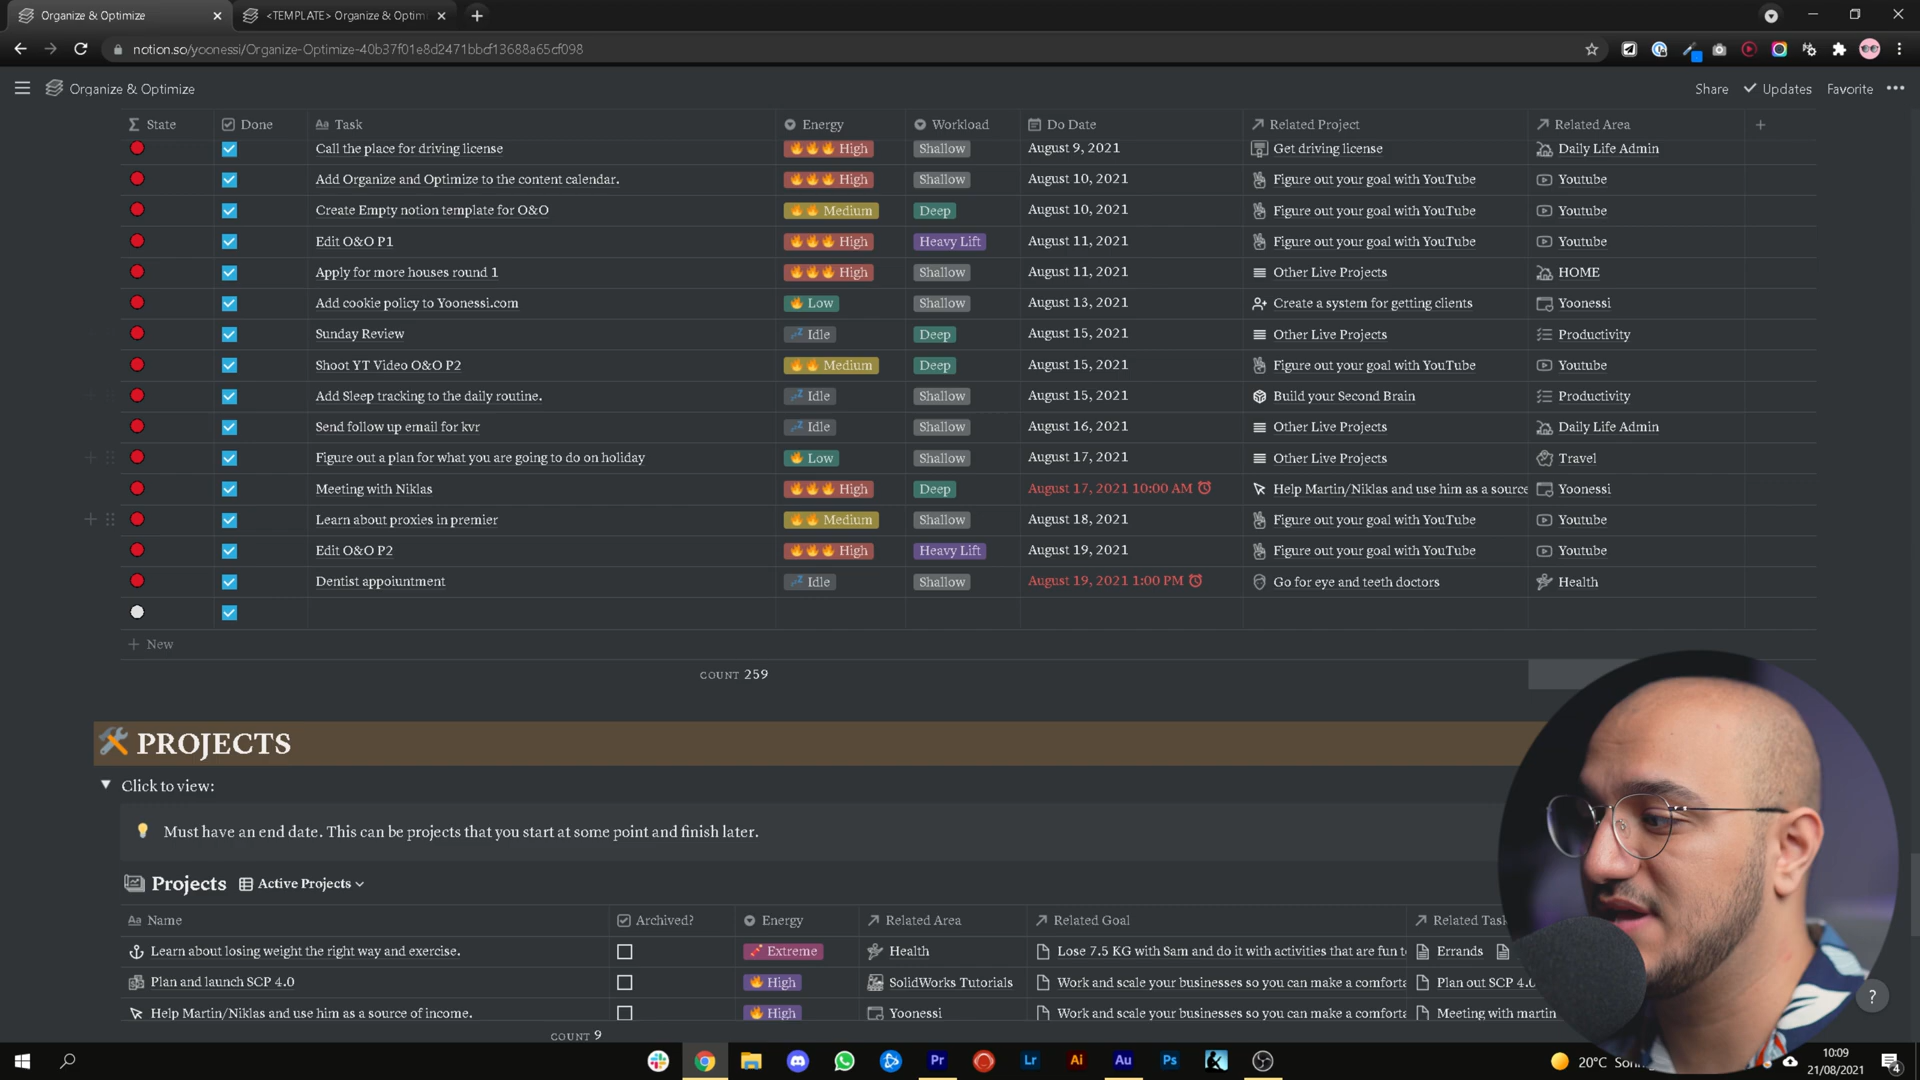 Organize & Optimize
<TEMPLATE> Organize & Optim
notion.so/yoonessi/Organize-Optimize-40b37f01e8d2471bbcf13688a65cf098
Organize & Optimize Share Updates Favorite
State Done Task Energy Workload Do Date Related Project Related Area
Call the place for driving license High Shallow August 9, 2021 Get driving license Daily Life Admin
Add Organize and Optimize to the content calendar. High Shallow August 10, 2021 Figure out your goal with YouTube Youtube
Create Empty notion template for O&O Medium Deep August 10, 2021 Figure out your goal with YouTube Youtube
Edit O&O P1 High Heavy Lift August 11, 2021 Figure out your goal with YouTube Youtube
Apply for more houses round 1 High Shallow August 11, 2021 Other Live Projects HOME
Add cookie policy to Yoonessi.com Low Shallow August 13, 2021 Create a system for getting clients Yoonessi
Sunday Review Idle Deep August 15, 2021 Other Live Projects Productivity
Shoot YT Video O&O P2 Medium Deep August 15, 2021 Figure out your goal with YouTube Youtube
Add Sleep tracking to the daily routine. Idle Shallow August 15, 2021 Build your Second Brain Productivity
Send follow up email for kvr Idle Shallow August 16, 2021 Other Live Projects Daily Life Admin
Figure out a plan for what you are going to do on holiday Low Shallow August 17, 2021 Other Live Projects Travel
Meeting with Niklas High Deep August 17, 2021 10:00 AM Help Martin/Niklas and use him as a source Yoonessi
Learn about proxies in premier Medium Shallow August 18, 2021 Figure out your goal with YouTube Youtube
Edit O&O P2 High Heavy Lift August 19, 2021 Figure out your goal with YouTube Youtube
Dentist appoiuntment Idle Shallow August 19, 2021 1:00 PM Go for eye and teeth doctors Health
+ New
COUNT 259
PROJECTS
Click to view:
Must have an end date. This can be projects that you start at some point and finish later.
Projects Active Projects
Name Archived? Energy Related Area Related Goal Related Task
Learn about losing weight the right way and exercise. Extreme Health Lose 7.5 KG with Sam and do it with activities that are fun t Errands
Plan and launch SCP 4.0 High SolidWorks Tutorials Work and scale your businesses so you can make a comforta Plan out SCP 4.0
Help Martin/Niklas and use him as a source of income. High Yoonessi Work and scale your businesses so you can make a comforta Meeting with martin
COUNT 9
?
Pr Lr Ai Au Ps 20°C 10:09
21/08/2021 4